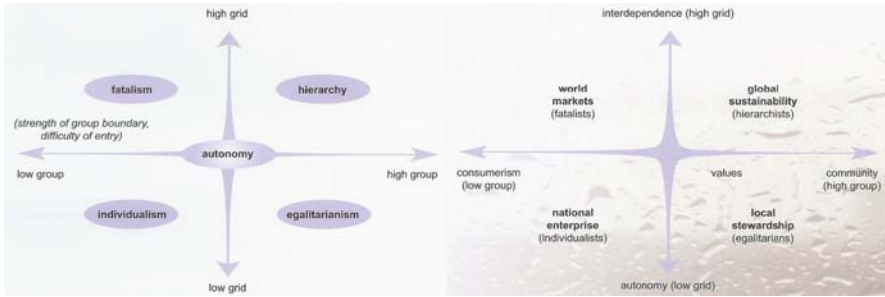 high grid
fatalism
hierarchy
(strength of group boundary,
difficulty of entry)
autonomy
low group
high group
individualism
egalitarianism
low grid
interdependence (high grid)
world
markets
(fatalists)
global
sustainability
(hierarchists)
consumerism
(low group)
values
community
(high group)
national
enterprise
(individualists)
local
stewardship
(egalitarians)
autonomy (low grid)